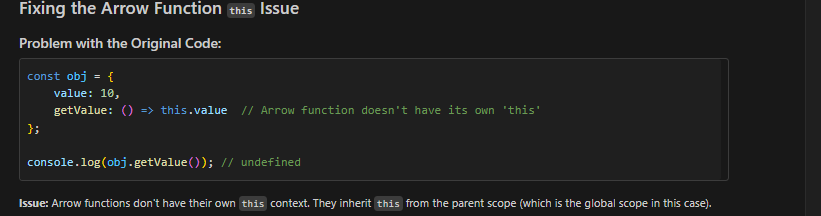 Fixing the Arrow Function this Issue
Problem with the Original Code:
const obj = {
    value: 10,
    getValue: () => this.value  // Arrow function doesn't have its own 'this'
};
console.log(obj.getValue()); // undefined
Issue: Arrow functions don't have their own this context. They inherit this from the parent scope (which is the global scope in this case).